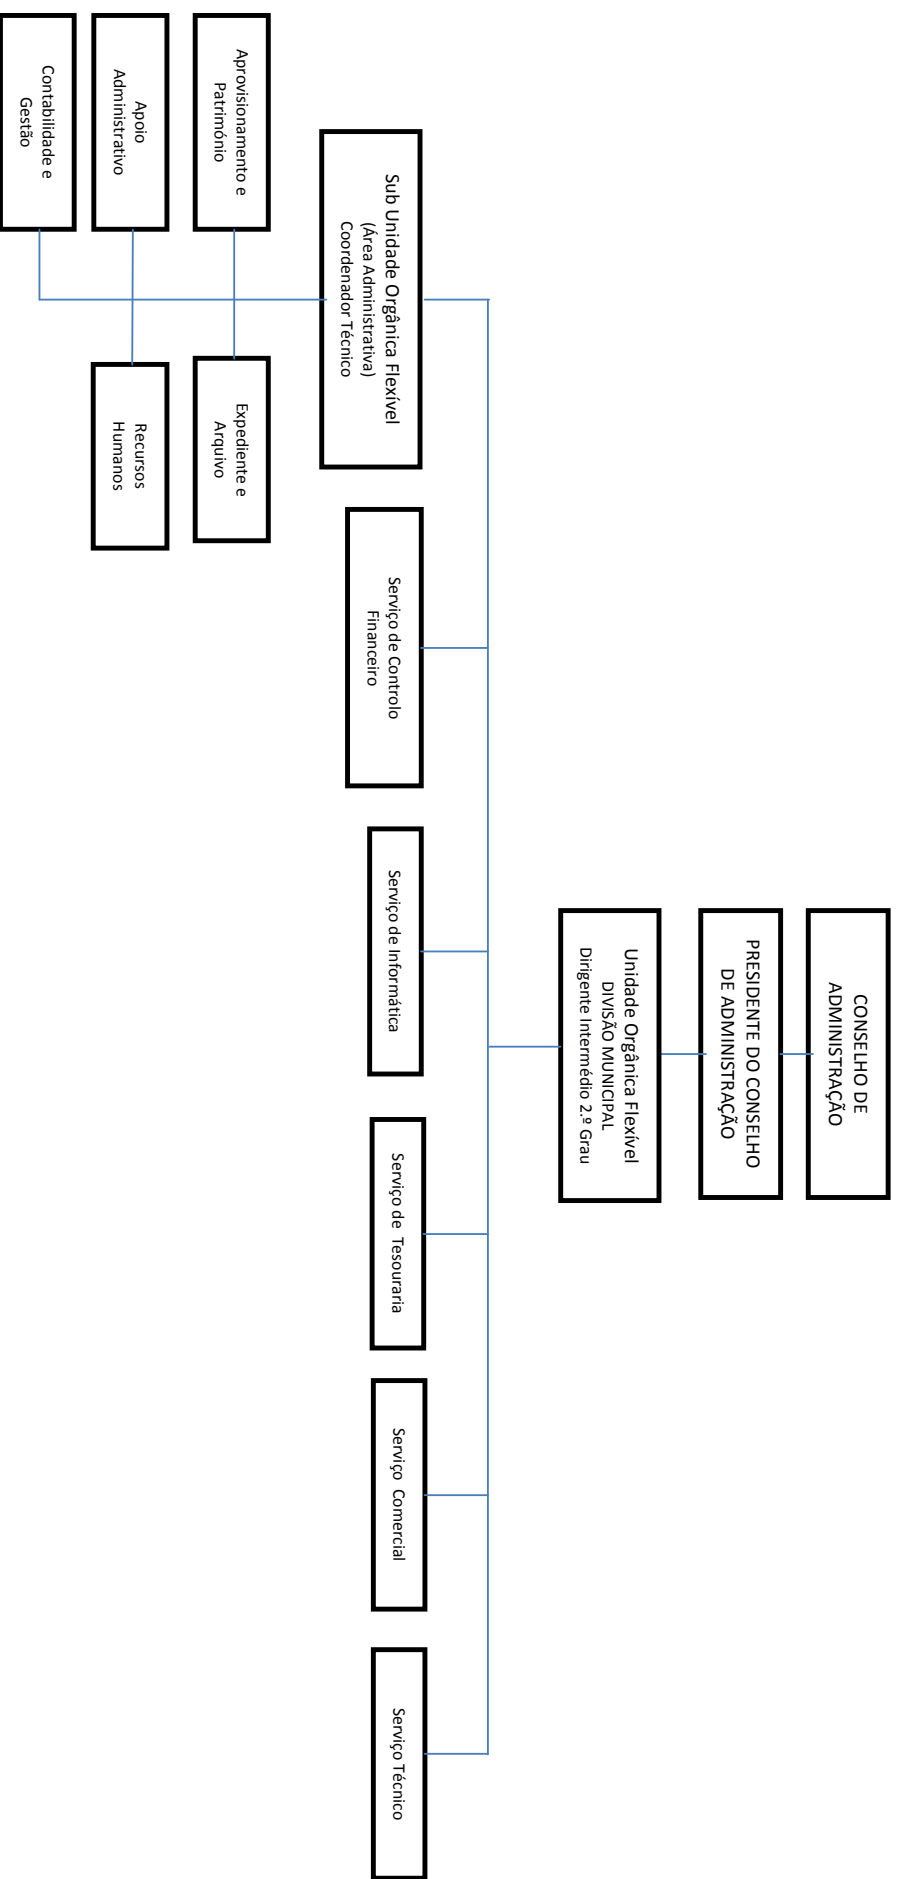 CONSELHO DE
ADMINISTRAÇÃO
PRESIDENTE DO CONSELHO
DE ADMINISTRAÇÃO
Unidade Orgânica Flexível
DIVISÃO MUNICIPAL
Dirigente Intermédio 2.º Grau
Sub Unidade Orgânica Flexível
(Área Administrativa)
Coordenador Técnico
Serviço de Controlo
Financeiro
Serviço de Informática
Serviço de Tesouraria
Serviço Comercial
Serviço Técnico
Aprovisionamento e
Património
Expediente e
Arquivo
Apoio
Administrativo
Recursos
Humanos
Contabilidade e
Gestão